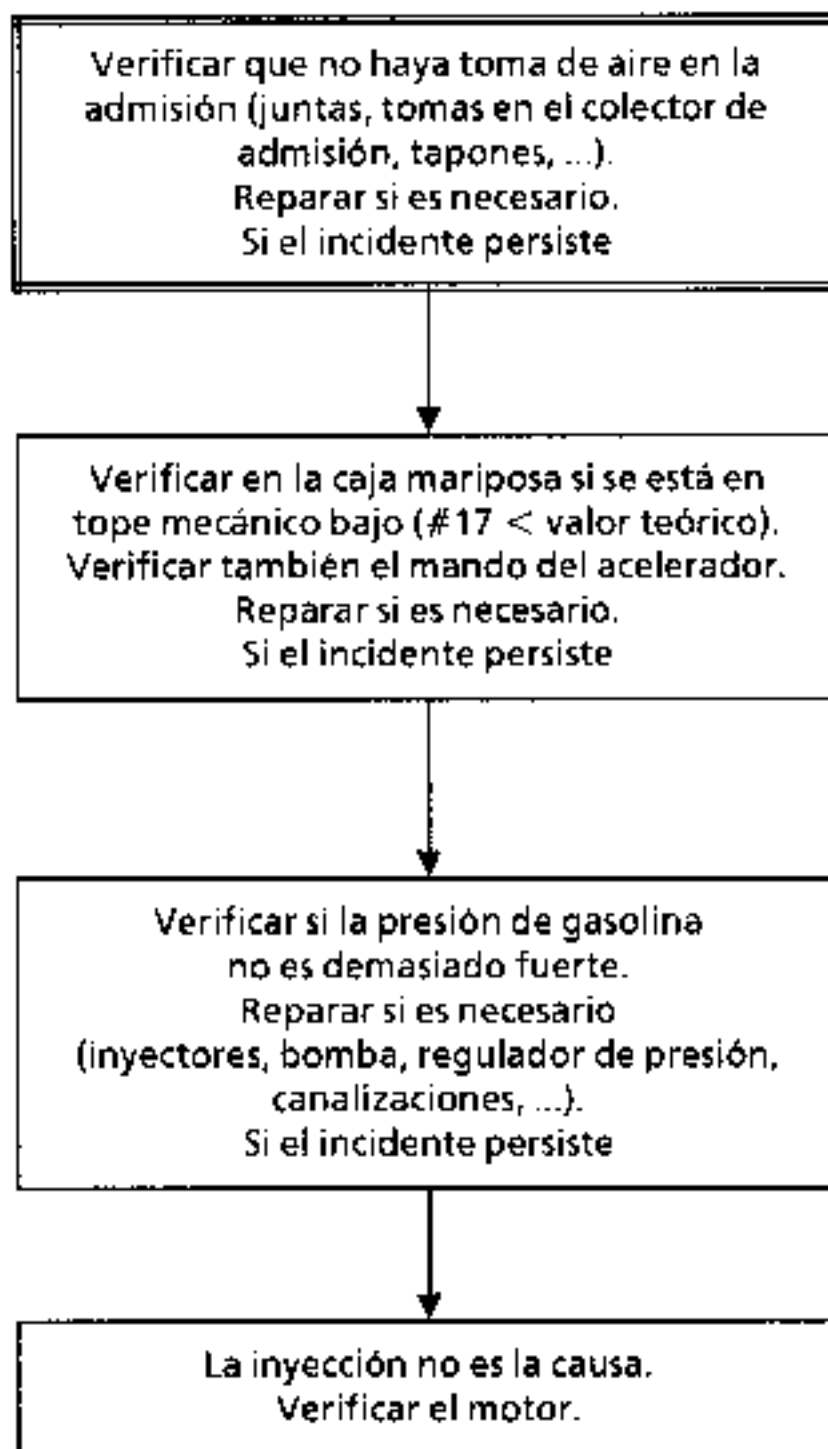 Verificar que no haya toma de aire en la
admisión (juntas, tomas en el colector de
admisión, tapones, ...).
Reparar si es necesario.
Si el incidente persiste
Verificar en la caja mariposa si se está en
tope mecánico bajo (#17 < valor teórico).
Verificar también el mando del acelerador.
Reparar si es necesario.
Si el incidente persiste
Verificar si la presión de gasolina
no es demasiado fuerte.
Reparar si es necesario
(inyectores, bomba, regulador de presión,
canalizaciones, ...).
Si el incidente persiste
La inyección no es la causa.
Verificar el motor.